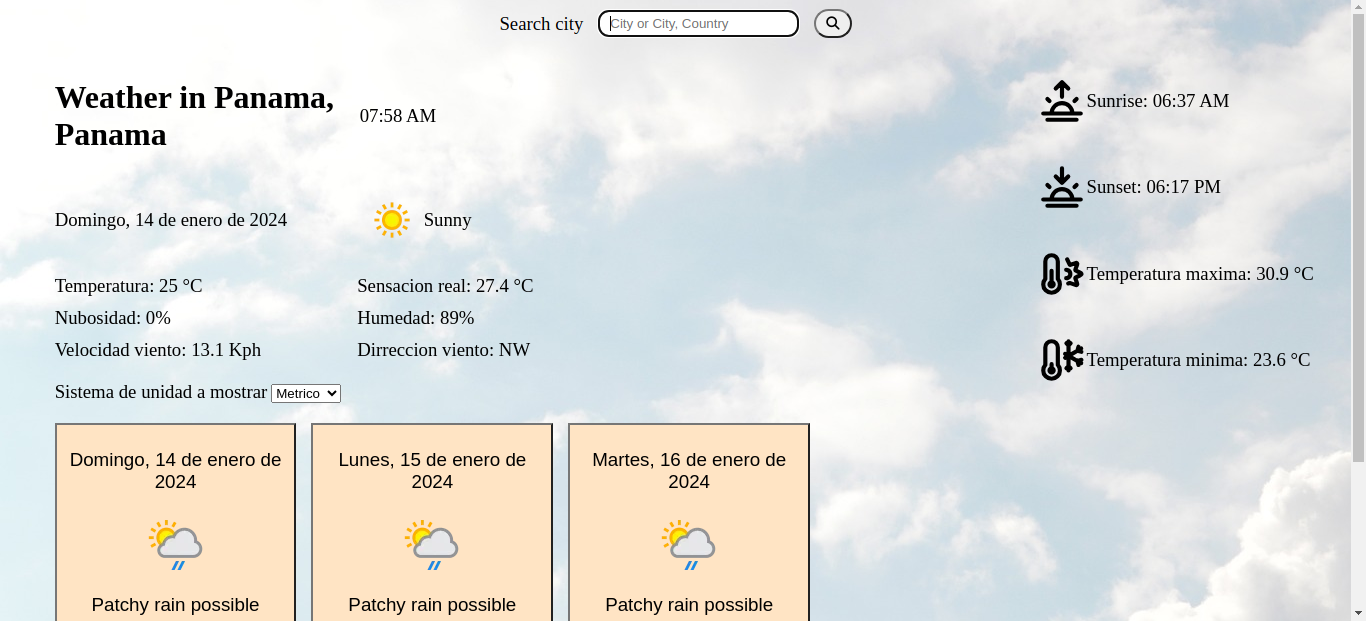 Search city City or City, Country
Weather in Panama,
Panama
07:58 AM
Domingo, 14 de enero de 2024 Sunny
Temperatura: 25 °C Sensacion real: 27.4 °C
Nubosidad: 0% Humedad: 89%
Velocidad viento: 13.1 Kph Dirreccion viento: NW
Sistema de unidad a mostrar Metrico
Sunrise: 06:37 AM
Sunset: 06:17 PM
Temperatura maxima: 30.9 °C
Temperatura minima: 23.6 °C
Domingo, 14 de enero de
2024
Patchy rain possible
Lunes, 15 de enero de
2024
Patchy rain possible
Martes, 16 de enero de
2024
Patchy rain possible